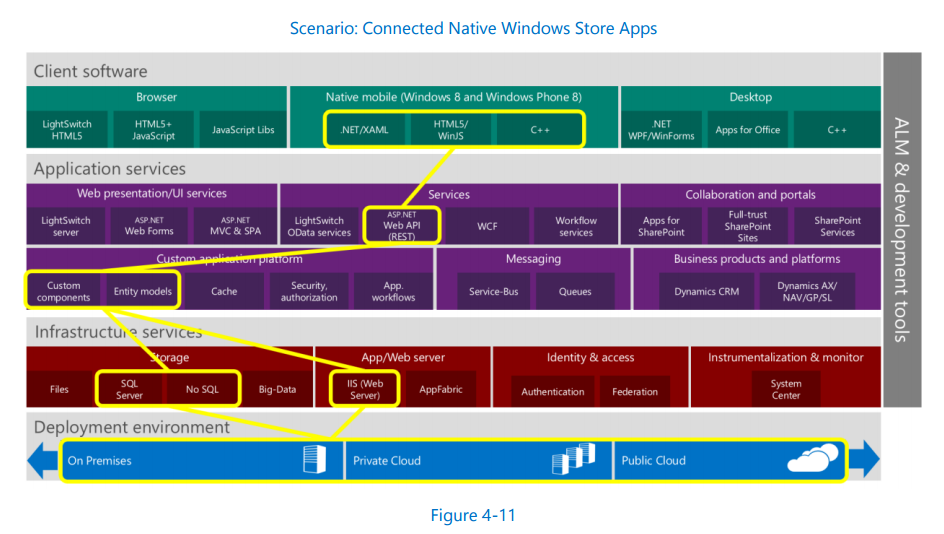 Scenario: Connected Native Windows Store Apps
Client software
Browser
Native mobile (Windows 8 and Windows Phone 8)
Desktop
LightSwitch
HTML5
HTML5+
JavaScript
JavaScript Libs
.NET/XAML
HTML5/
WinJS
C++
.NET
WPF/WinForms
Apps for Office
C++
Application services
Web presentation/UI services
Services
Collaboration and portals
LightSwitch
server
ASP.NET
Web Forms
ASP.NET
MVC & SPA
LightSwitch
OData services
ASP.NET
Web API
(REST)
WCF
Workflow
services
Apps for
SharePoint
Full-trust
SharePoint
Sites
SharePoint
Services
Custom application platform
Messaging
Business products and platforms
Custom
components
Entity models
Cache
Security,
authorization
App.
workflows
Service-Bus
Queues
Dynamics CRM
Dynamics AX/
NAV/GP/SL
Infrastructure services
Storage
App/Web server
Identity & access
Instrumentalization & monitor
Files
SQL
Server
No SQL
Big-Data
IIS (Web
Server)
AppFabric
Authentication
Federation
System
Center
Deployment environment
On Premises
Private Cloud
Public Cloud
ALM & development tools
Figure 4-11